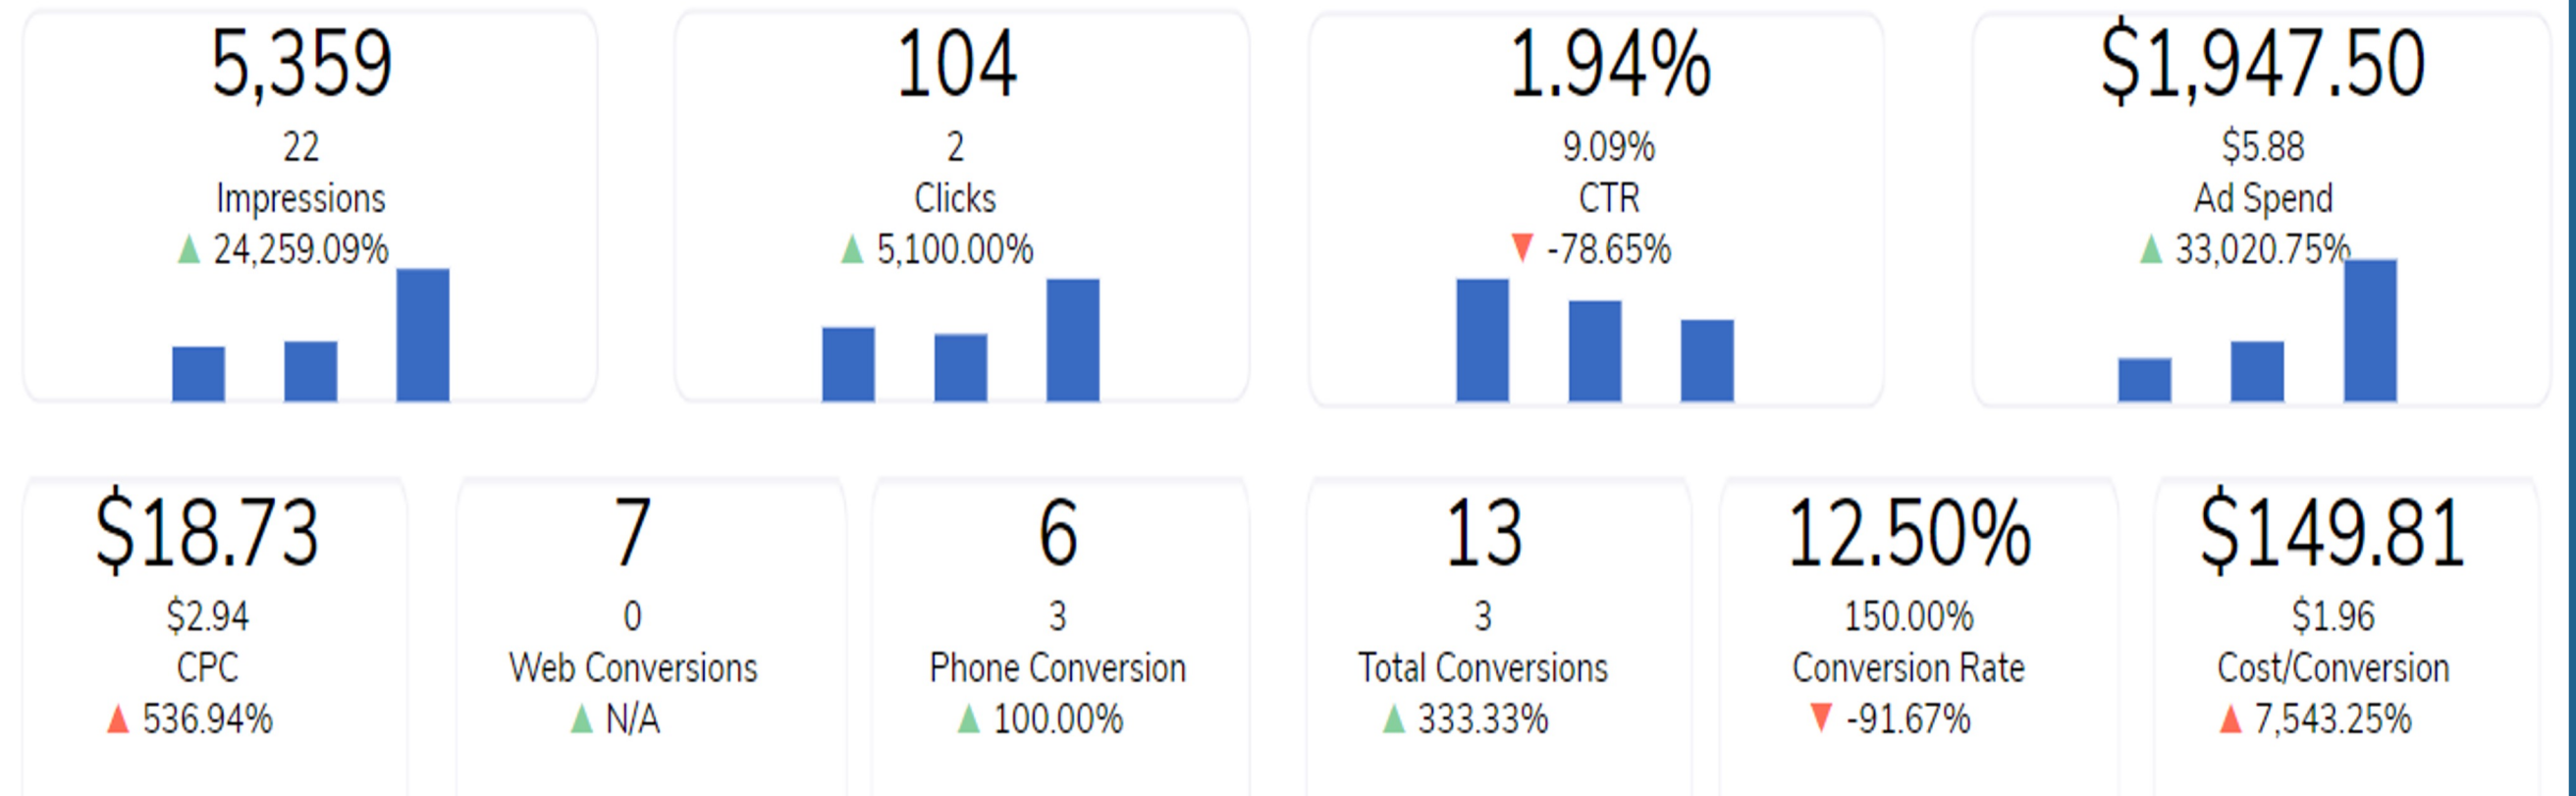 5,359
22
Impressions
▲ 24,259.09%
104
2
Clicks
▲ 5,100.00%
1.94%
9.09%
CTR
▼ -78.65%
$1,947.50
$5.88
Ad Spend
▲ 33,020.75%
$18.73
$2.94
CPC
▲ 536.94%
7
0
Web Conversions
▲ N/A
6
3
Phone Conversion
▲ 100.00%
13
3
Total Conversions
▲ 333.33%
12.50%
150.00%
Conversion Rate
▼ -91.67%
$149.81
$1.96
Cost/Conversion
▲ 7,543.25%